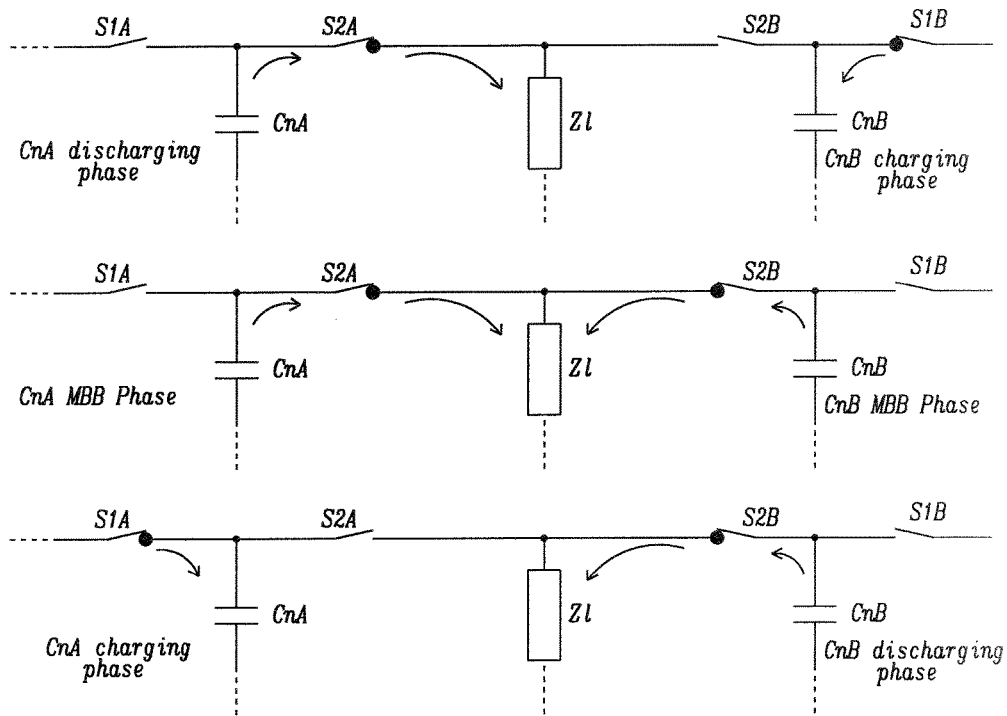 S1A S2A S2B S1B
CnA Zl CnB
CnA discharging
phase
CnB charging
phase
S1A S2A S2B S1B
CnA Zl CnB
CnA MBB Phase
CnB MBB Phase
S1A S2A S2B S1B
CnA Zl CnB
CnA charging
phase
CnB discharging
phase